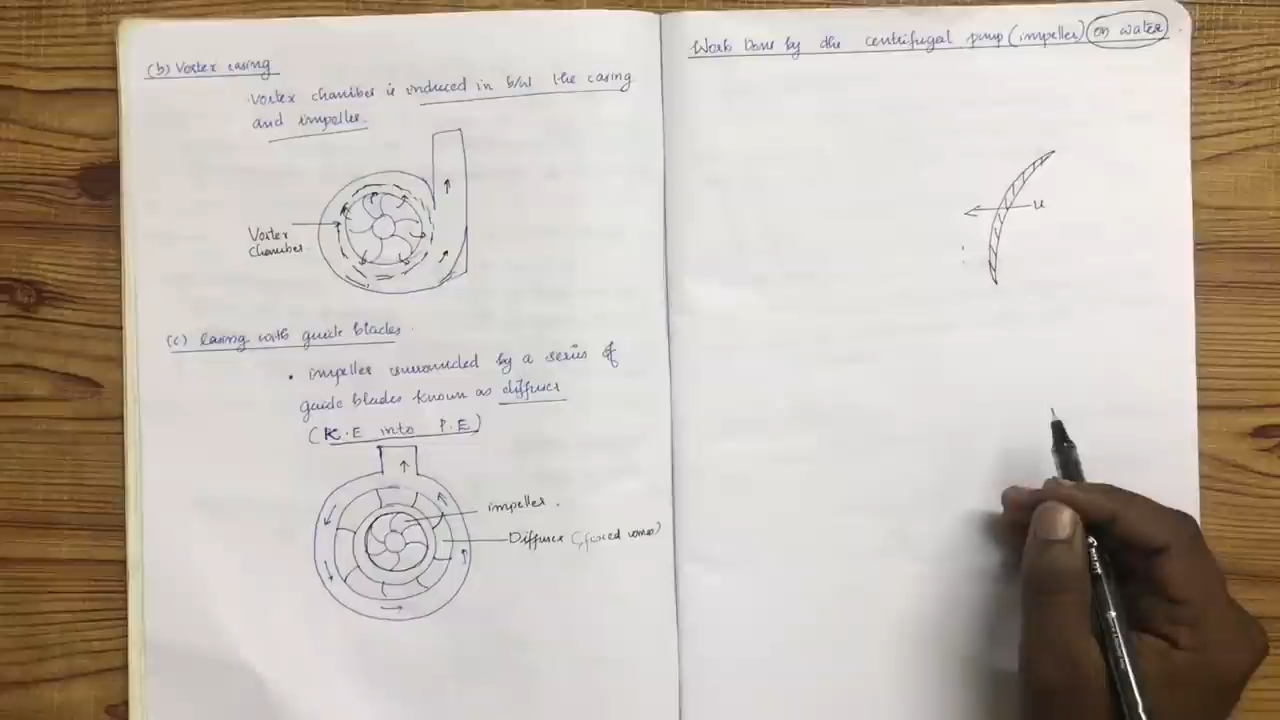 (b) Vortex casing
Vortex chamber is induced in b/w the casing
and impeller.
Vortex
chamber
(c) Casing with guide blades.
• impeller surrounded by a series of
guide blades known as diffuser
(K.E into P.E)
impeller.
Diffuser (fixed vanes)
Work Done by the centrifugal pump (impeller) on water.
u